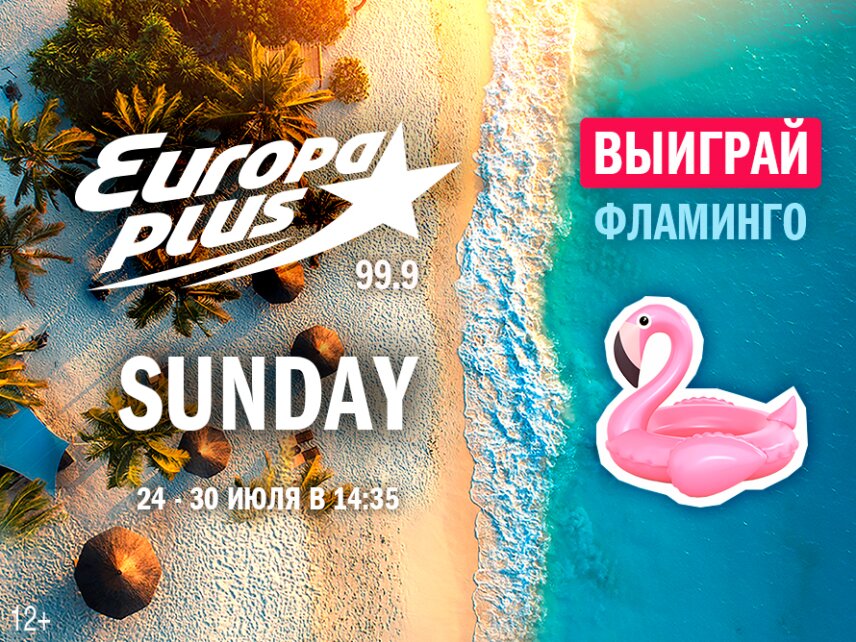 Europa
PLUS
99.9
SUNDAY
24 - 30 ИЮЛЯ В 14:35
ВЫИГРАЙ
ФЛАМИНГО
12+